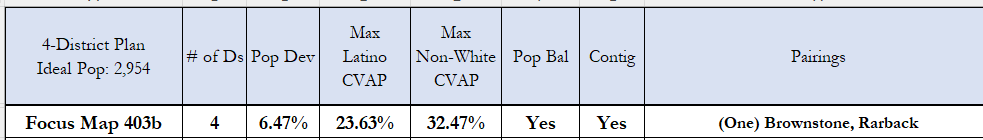 4-District Plan
Ideal Pop: 2,954
# of Ds
Pop Dev
Max
Latino
CVAP
Max
Non-White
CVAP
Pop Bal
Contig
Pairings
Focus Map 403b
4
6.47%
23.63%
32.47%
Yes
Yes
(One) Brownstone, Rarback